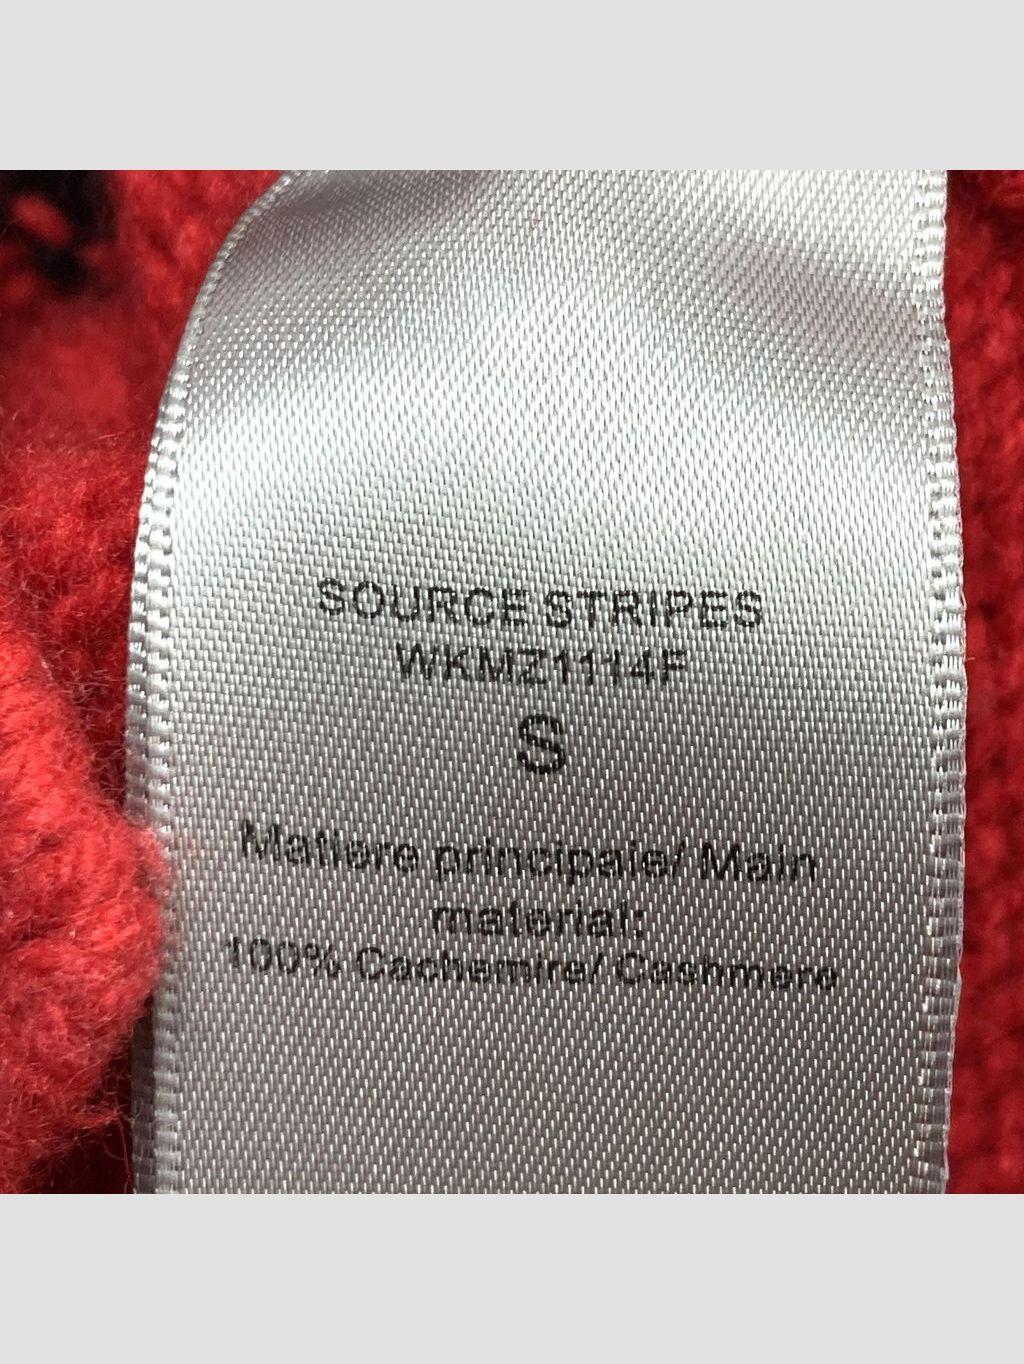 SOURCE STRIPES
WKMZ1114F
S
Matiere principale/ Main
material:
100% Cachemire/ Cashmere